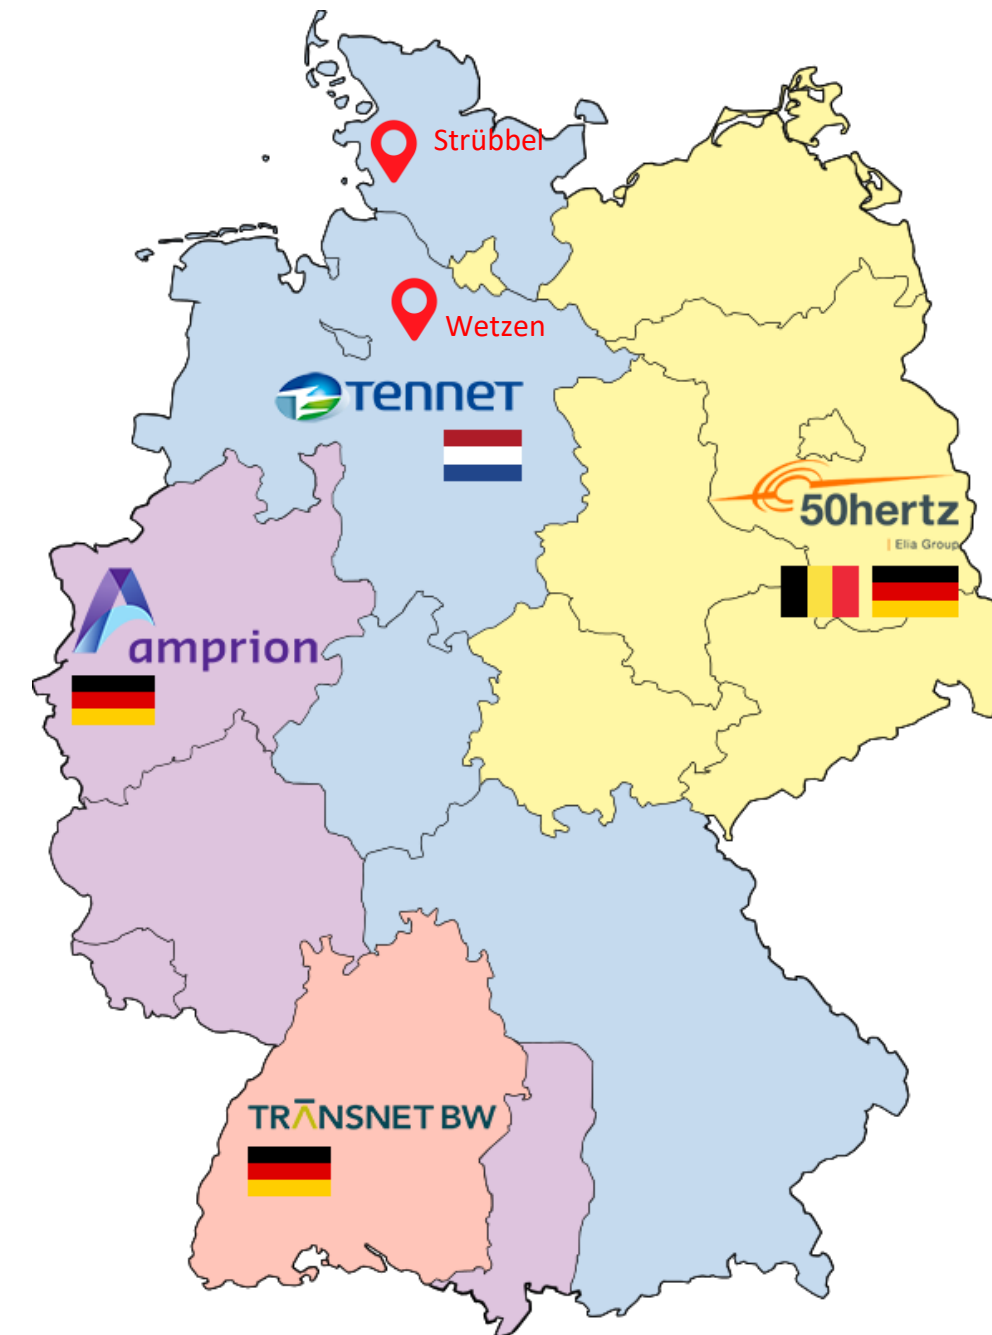 Strübbel
Wetzen
TenneT
50hertz
| Elia Group
amprion
TRANSNET BW